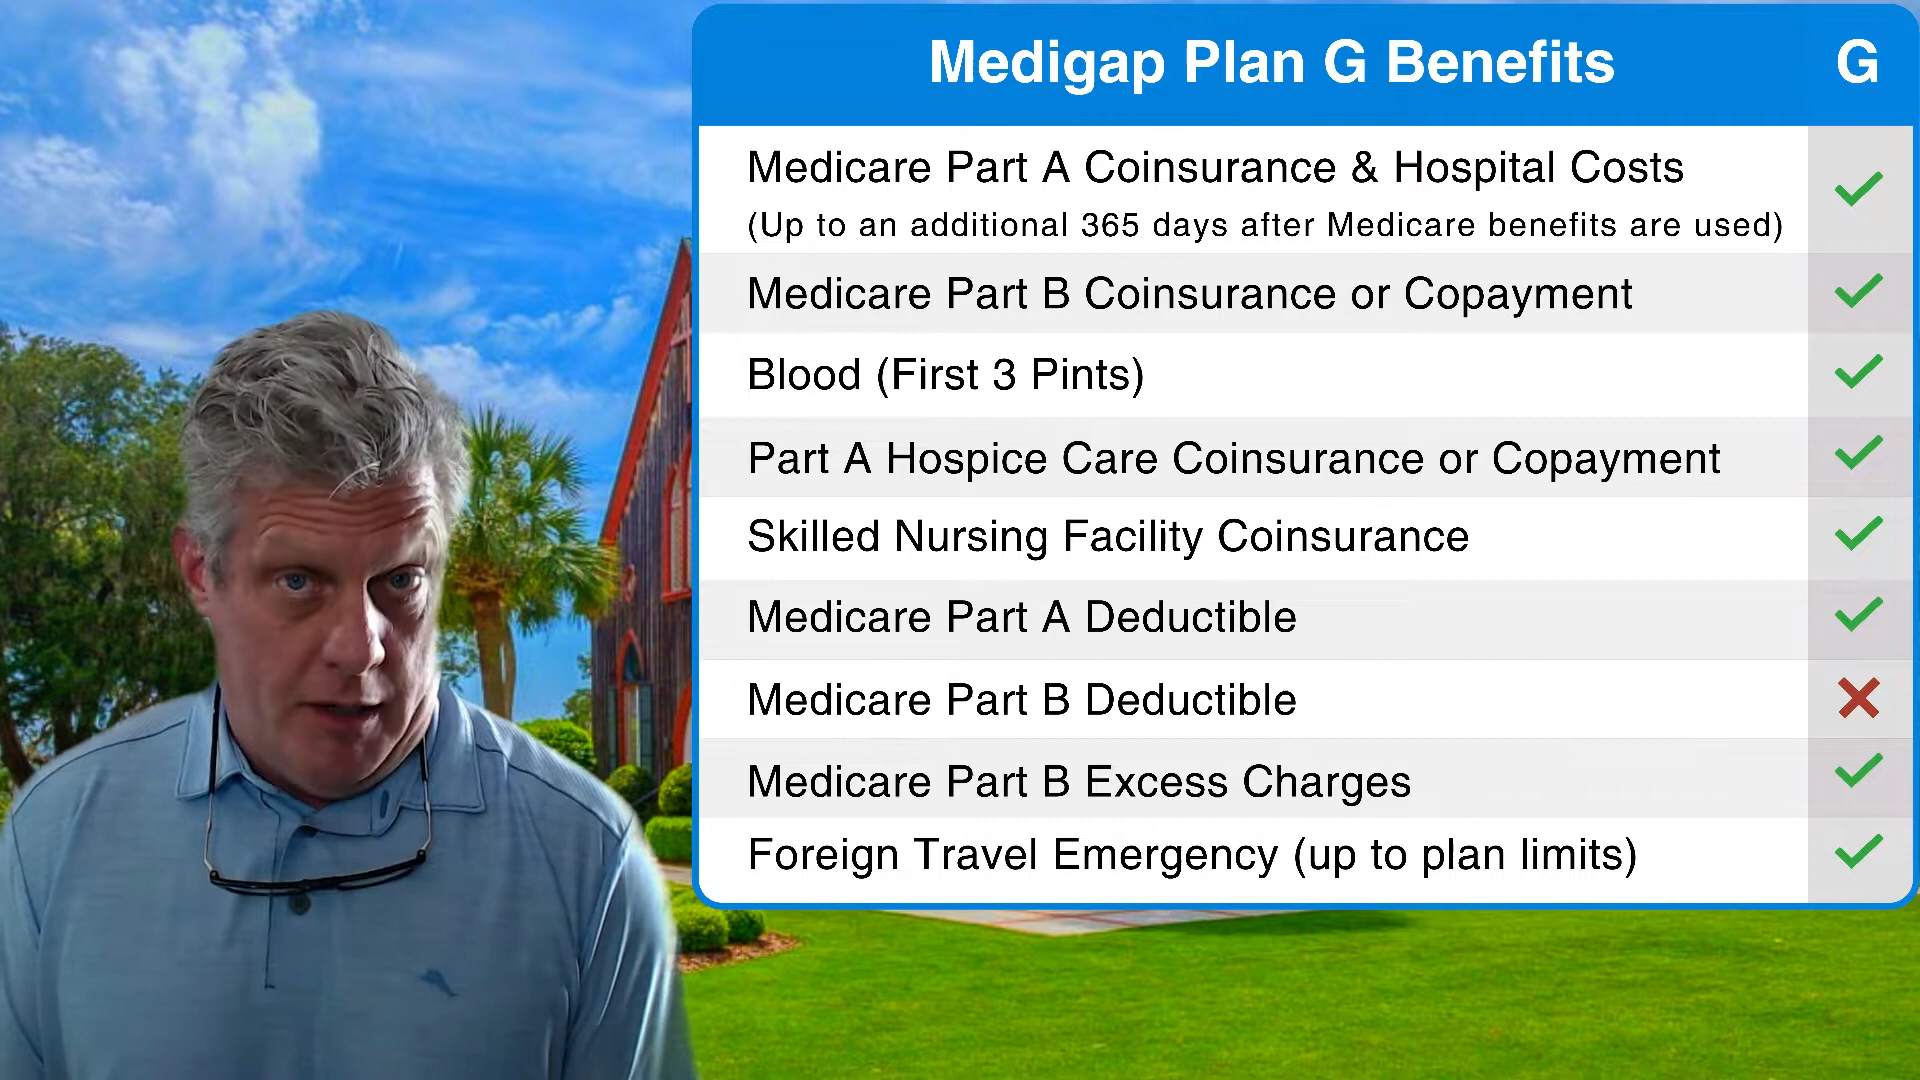 Medigap Plan G Benefits G
Medicare Part A Coinsurance & Hospital Costs
(Up to an additional 365 days after Medicare benefits are used)
Medicare Part B Coinsurance or Copayment
Blood (First 3 Pints)
Part A Hospice Care Coinsurance or Copayment
Skilled Nursing Facility Coinsurance
Medicare Part A Deductible
Medicare Part B Deductible
Medicare Part B Excess Charges
Foreign Travel Emergency (up to plan limits)